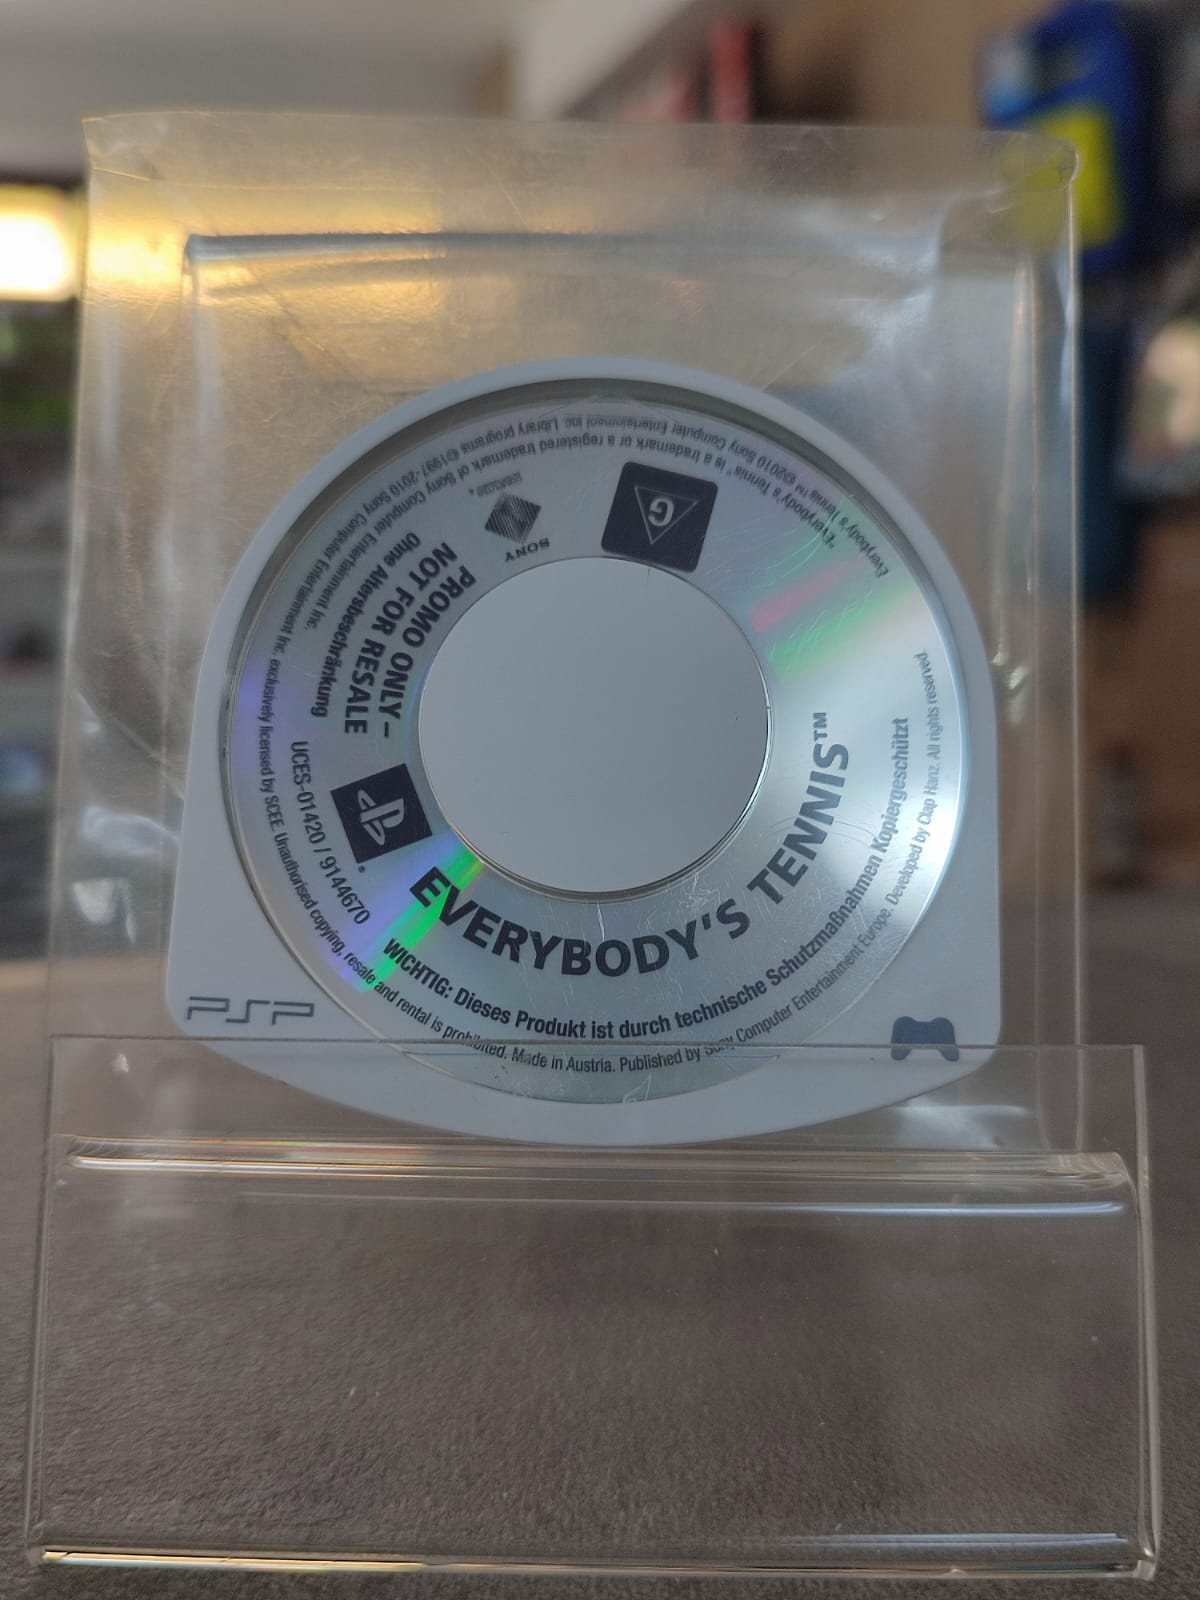 EVERYBODY'S TENNIS™
WICHTIG: Dieses Produkt ist durch technische Schutzmaßnahmen Kopiergeschützt
UCES-01420 / 9144670
PROMO ONLY –
NOT FOR RESALE
Ohne Altersbeschränkung
SONY
G
Everybody's Tennis™ ©2010 Sony Computer Entertainment Inc. Library programs ©1997-2010 Sony Computer Entertainment Inc. exclusively licensed by SCEE. Unauthorised copying, resale and rental is prohibited. Made in Austria. Published by Sony Computer Entertainment Europe. Developed by Clap Hanz. All rights reserved.
"Everybody's Tennis" is a trademark or a registered trademark of Sony Computer Entertainment Inc.
PSP